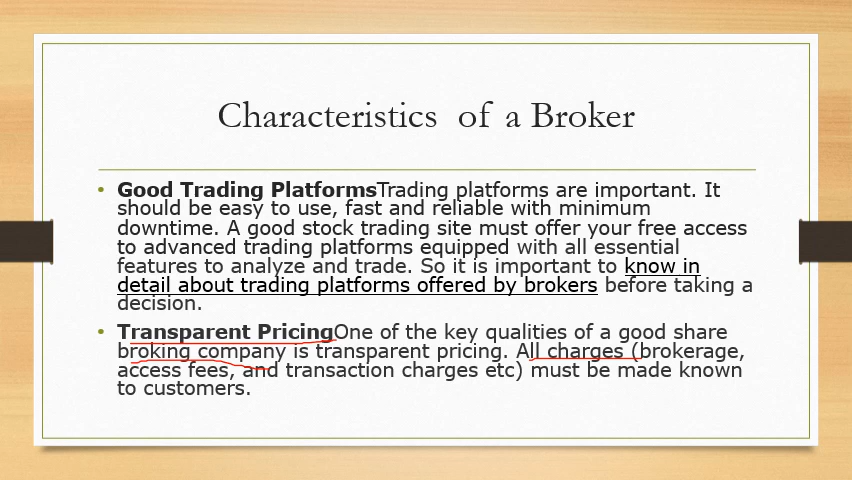 Characteristics of a Broker
• Good Trading PlatformsTrading platforms are important. It
should be easy to use, fast and reliable with minimum
downtime. A good stock trading site must offer your free access
to advanced trading platforms equipped with all essential
features to analyze and trade. So it is important to know in
detail about trading platforms offered by brokers before taking a
decision.
• Transparent PricingOne of the key qualities of a good share
broking company is transparent pricing. All charges (brokerage,
access fees, and transaction charges etc) must be made known
to customers.